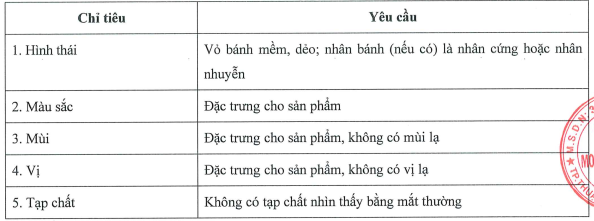 Chỉ tiêu Yêu cầu
1. Hình thái Vỏ bánh mềm, dẻo; nhân bánh (nếu có) là nhân cứng hoặc nhân
nhuyễn
2. Màu sắc Đặc trưng cho sản phẩm
3. Mùi Đặc trưng cho sản phẩm, không có mùi lạ
4. Vị Đặc trưng cho sản phẩm, không có vị lạ
5. Tạp chất Không có tạp chất nhìn thấy bằng mắt thường
M.S.D.N:
MO
TP.THU